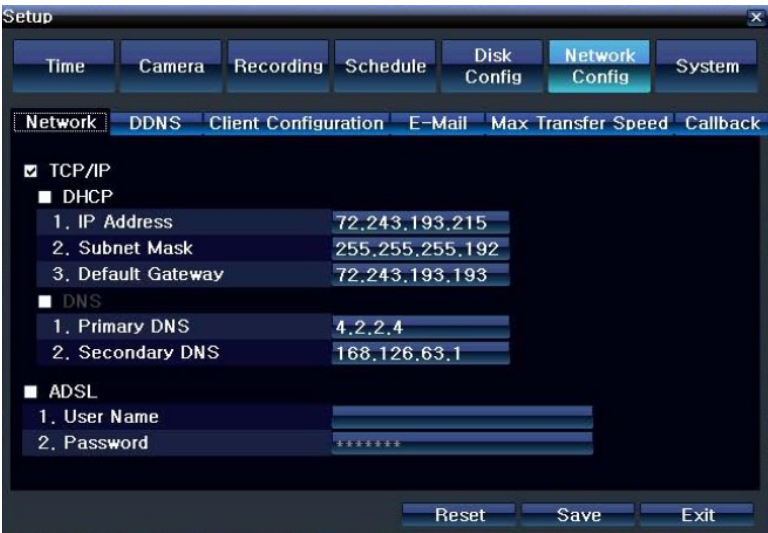 Setup
Time Camera Recording Schedule Disk Config Network Config System
Network DDNS Client Configuration E-Mail Max Transfer Speed Callback
TCP/IP
DHCP
1. IP Address 72.243.193.215
2. Subnet Mask 255.255.255.192
3. Default Gateway 72.243.193.193
DNS
1. Primary DNS 4.2.2.4
2. Secondary DNS 168.126.63.1
ADSL
1. User Name
2. Password *******
Reset Save Exit